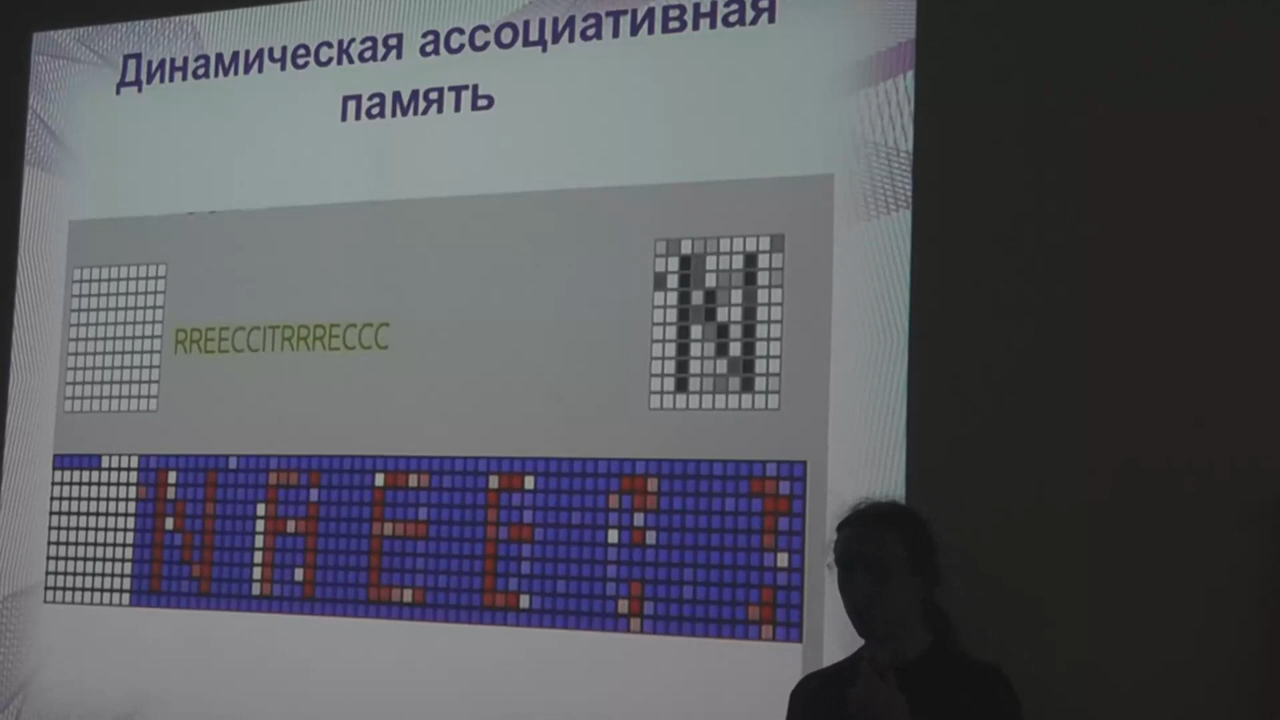 Динамическая ассоциативная
память
N
RREECCITRRRECCC
N A E E